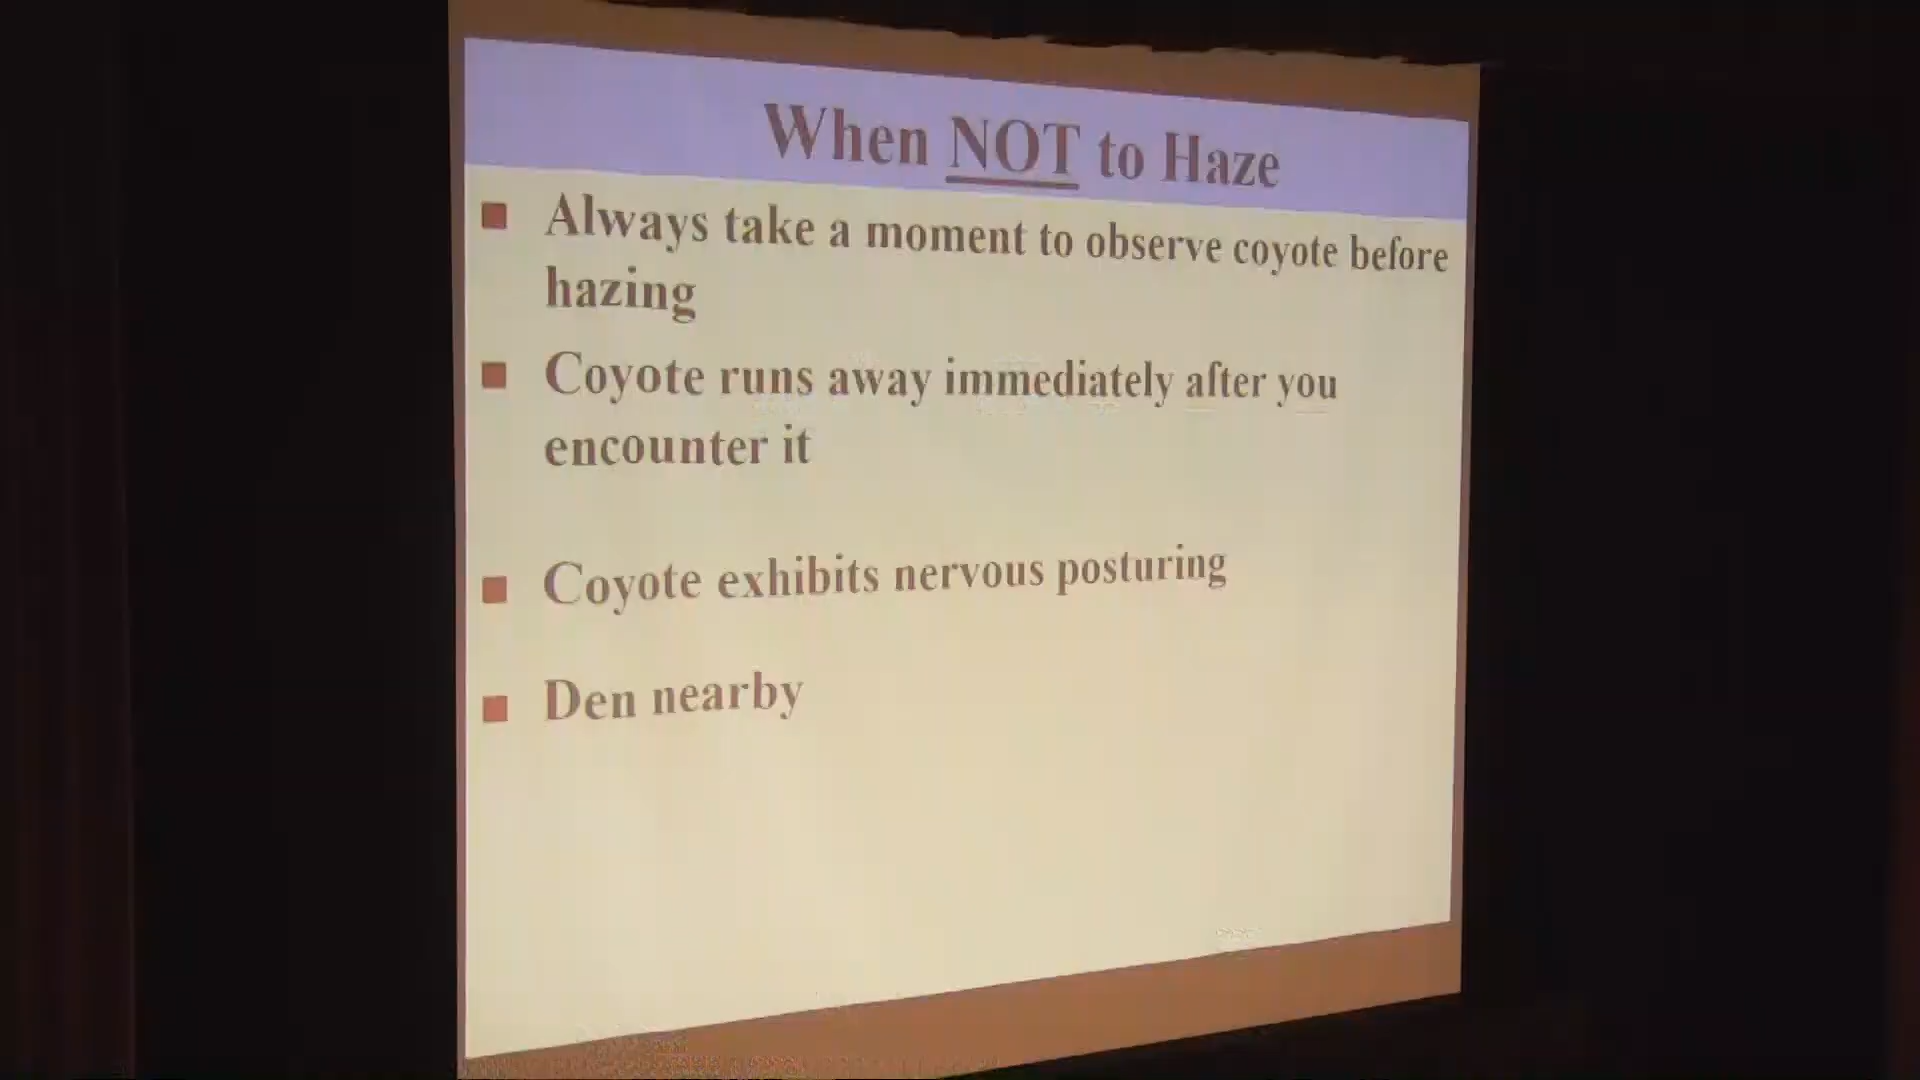 When NOT to Haze
Always take a moment to observe coyote before
hazing
Coyote runs away immediately after you
encounter it
Coyote exhibits nervous posturing
Den nearby